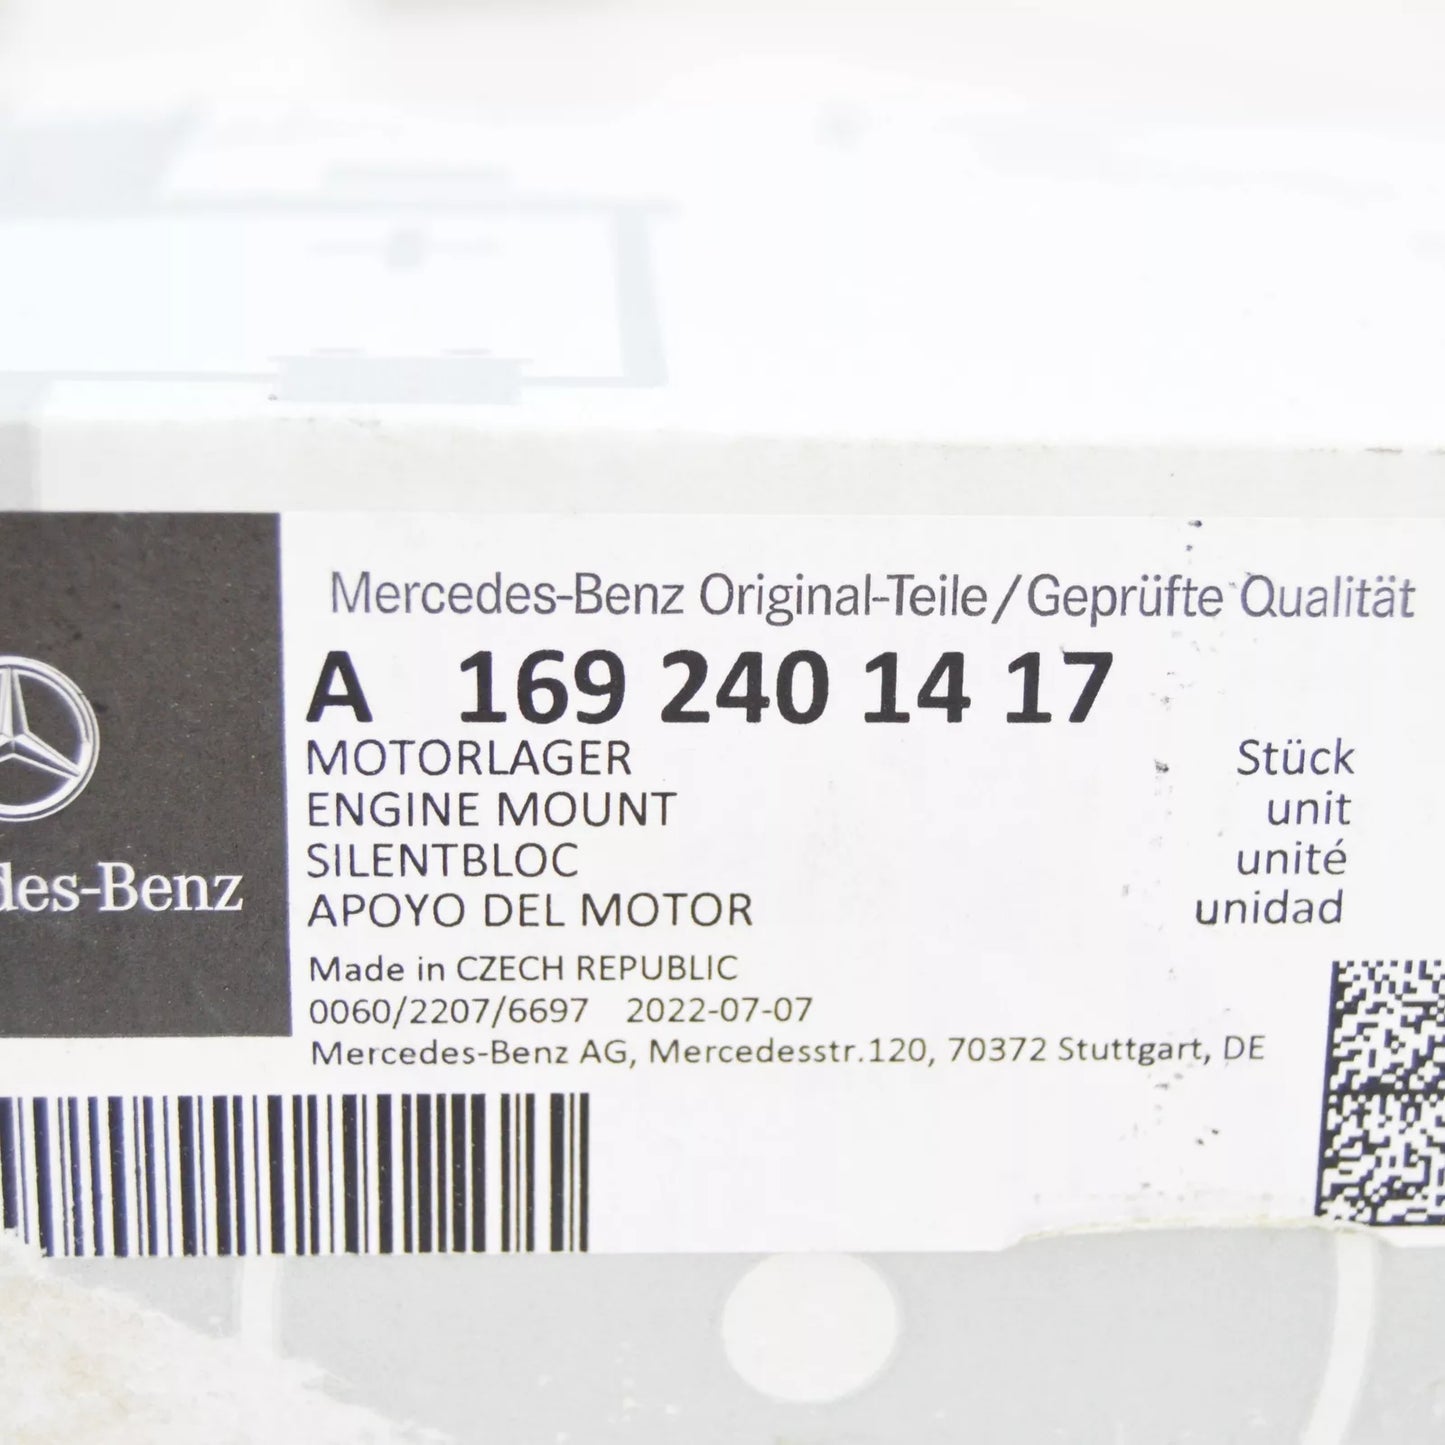 Mercedes-Benz Original-Teile/Geprüfte Qualität
A 169 240 14 17
MOTORLAGER Stück
ENGINE MOUNT unit
SILENTBLOC unité
APOYO DEL MOTOR unidad
Made in CZECH REPUBLIC
0060/2207/6697 2022-07-07
Mercedes-Benz AG, Mercedesstr.120, 70372 Stuttgart, DE
des-Benz